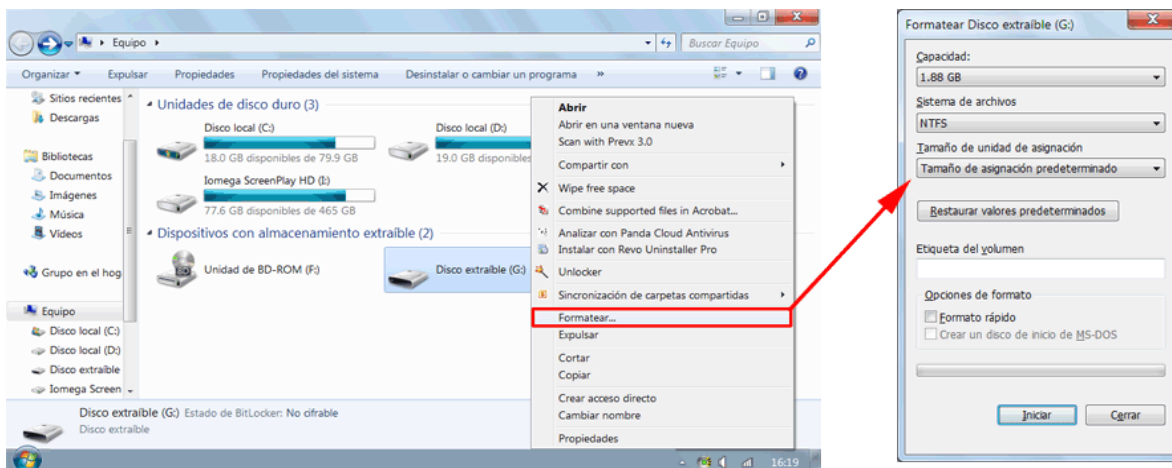 Equipo
Buscar Equipo
Organizar
Expulsar
Propiedades
Propiedades del sistema
Desinstalar o cambiar un programa
»
Sitios recientes
Descargas
Bibliotecas
Documentos
Imágenes
Música
Vídeos
Grupo en el hog
Equipo
Disco local (C:)
Disco local (D:)
Disco extraíble
Iomega Screen
Unidades de disco duro (3)
Disco local (C:)
18.0 GB disponibles de 79.9 GB
Disco local (D:)
19.0 GB disponibles
Iomega ScreenPlay HD (I:)
77.6 GB disponibles de 465 GB
Dispositivos con almacenamiento extraíble (2)
Unidad de BD-ROM (F:)
Disco extraíble (G:)
Abrir
Abrir en una ventana nueva
Scan with Prevx 3.0
Compartir con
Wipe free space
Combine supported files in Acrobat...
Analizar con Panda Cloud Antivirus
Instalar con Revo Uninstaller Pro
Unlocker
Sincronización de carpetas compartidas
Formatear...
Expulsar
Cortar
Copiar
Crear acceso directo
Cambiar nombre
Propiedades
Disco extraíble (G:) Estado de BitLocker: No cifrable
Disco extraíble
16:19
Formatear Disco extraíble (G:)
Capacidad:
1.88 GB
Sistema de archivos
NTFS
Tamaño de unidad de asignación
Tamaño de asignación predeterminado
Restaurar valores predeterminados
Etiqueta del volumen
Opciones de formato
Formato rápido
Crear un disco de inicio de MS-DOS
Iniciar
Cerrar